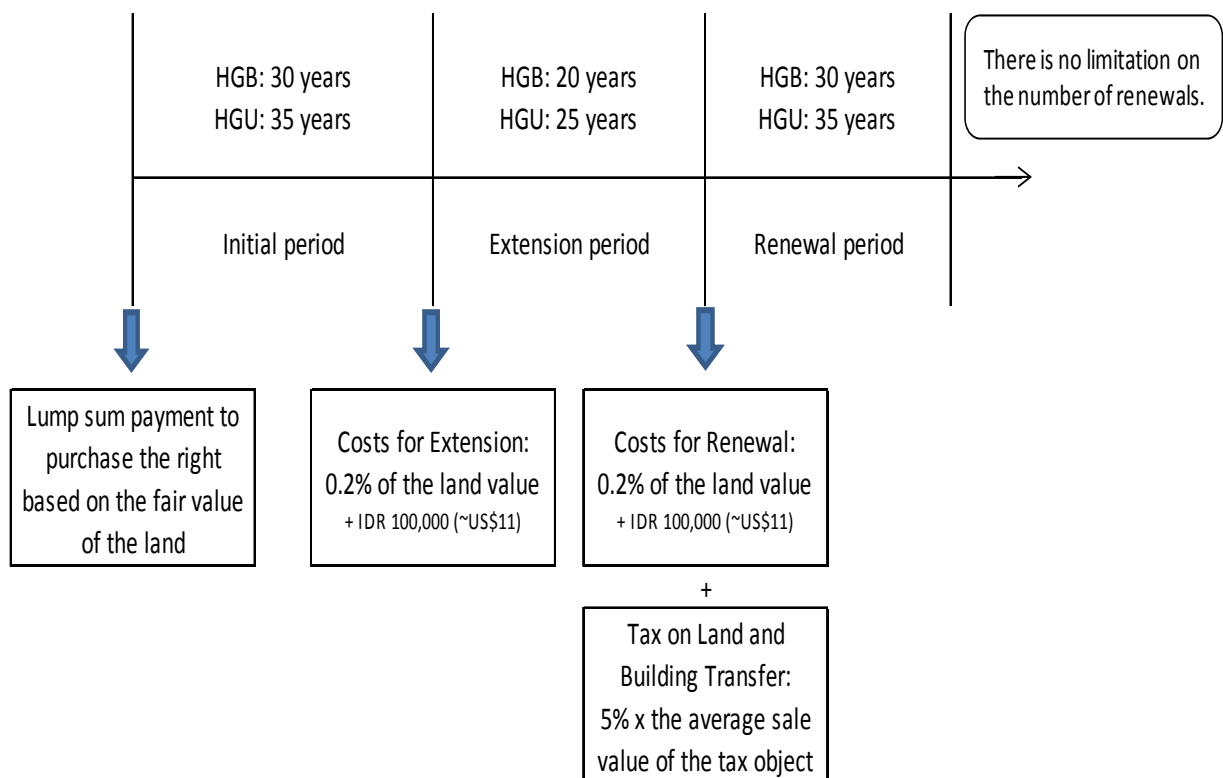 HGB: 30 years
HGU: 35 years
HGB: 20 years
HGU: 25 years
HGB: 30 years
HGU: 35 years
There is no limitation on
the number of renewals.
Initial period
Extension period
Renewal period
Lump sum payment to
purchase the right
based on the fair value
of the land
Costs for Extension:
0.2% of the land value
+ IDR 100,000 (~US$11)
Costs for Renewal:
0.2% of the land value
+ IDR 100,000 (~US$11)
+
Tax on Land and
Building Transfer:
5% x the average sale
value of the tax object